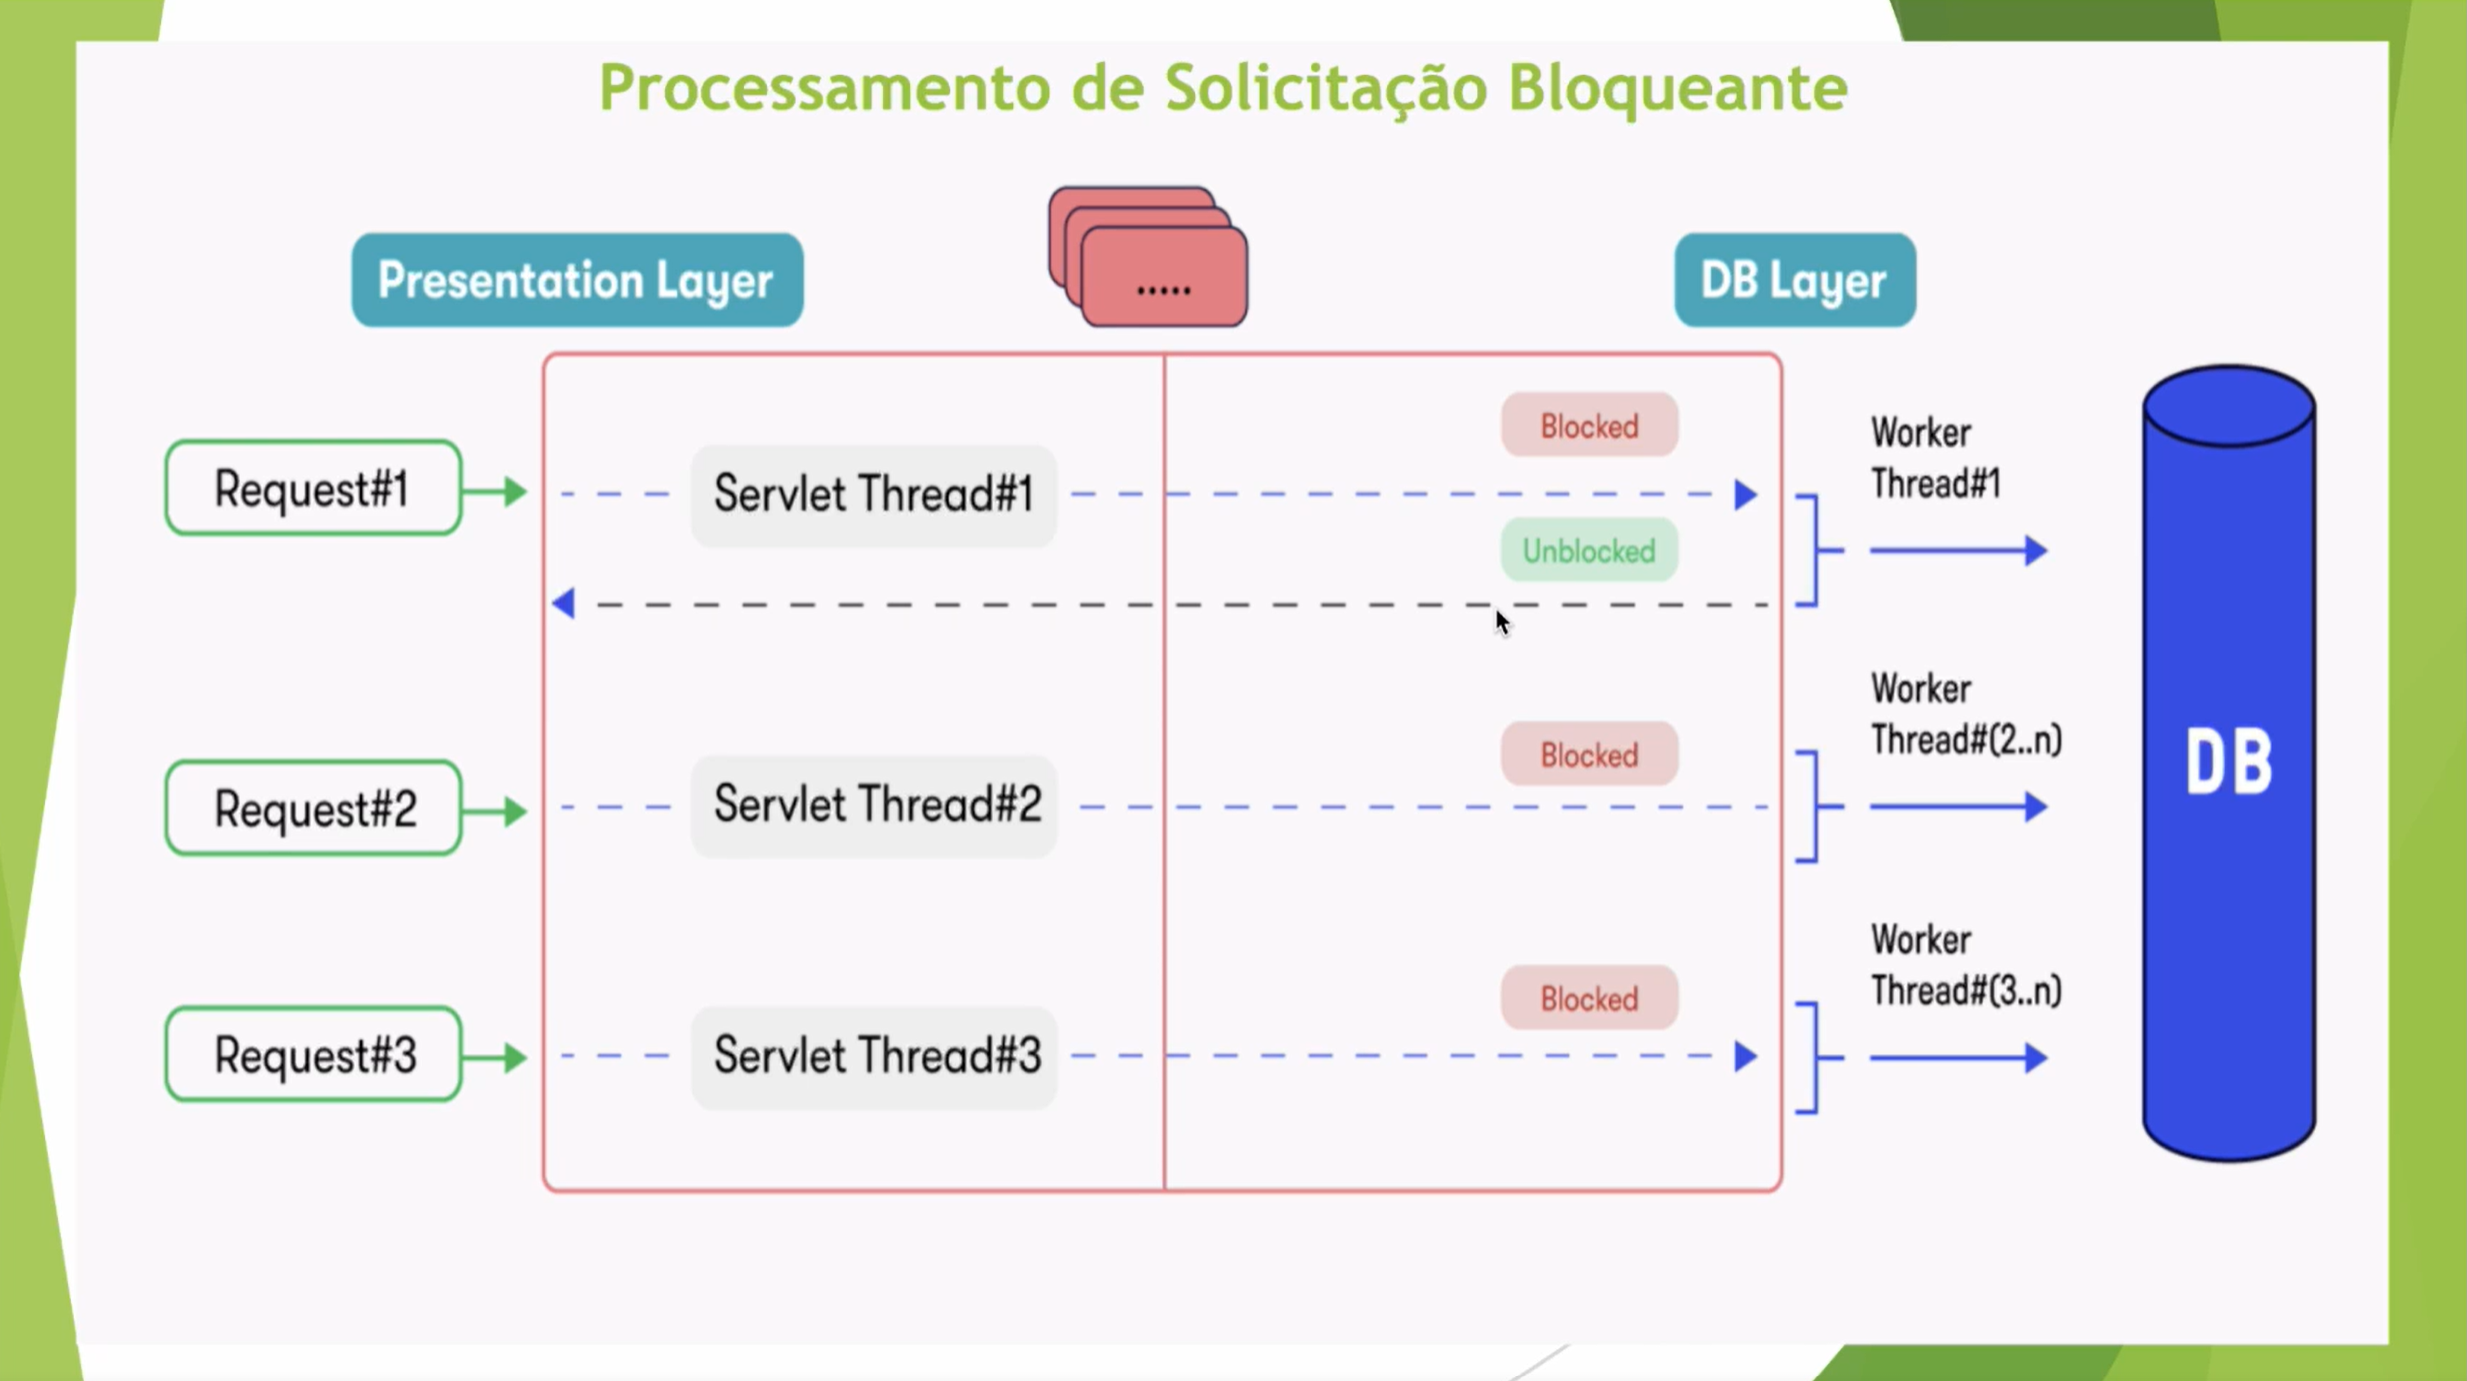 Processamento de Solicitação Bloqueante
Presentation Layer
.....
DB Layer
Request#1
Servlet Thread#1
Blocked
Unblocked
Worker
Thread#1
Request#2
Servlet Thread#2
Blocked
Worker
Thread#(2..n)
DB
Request#3
Servlet Thread#3
Blocked
Worker
Thread#(3..n)